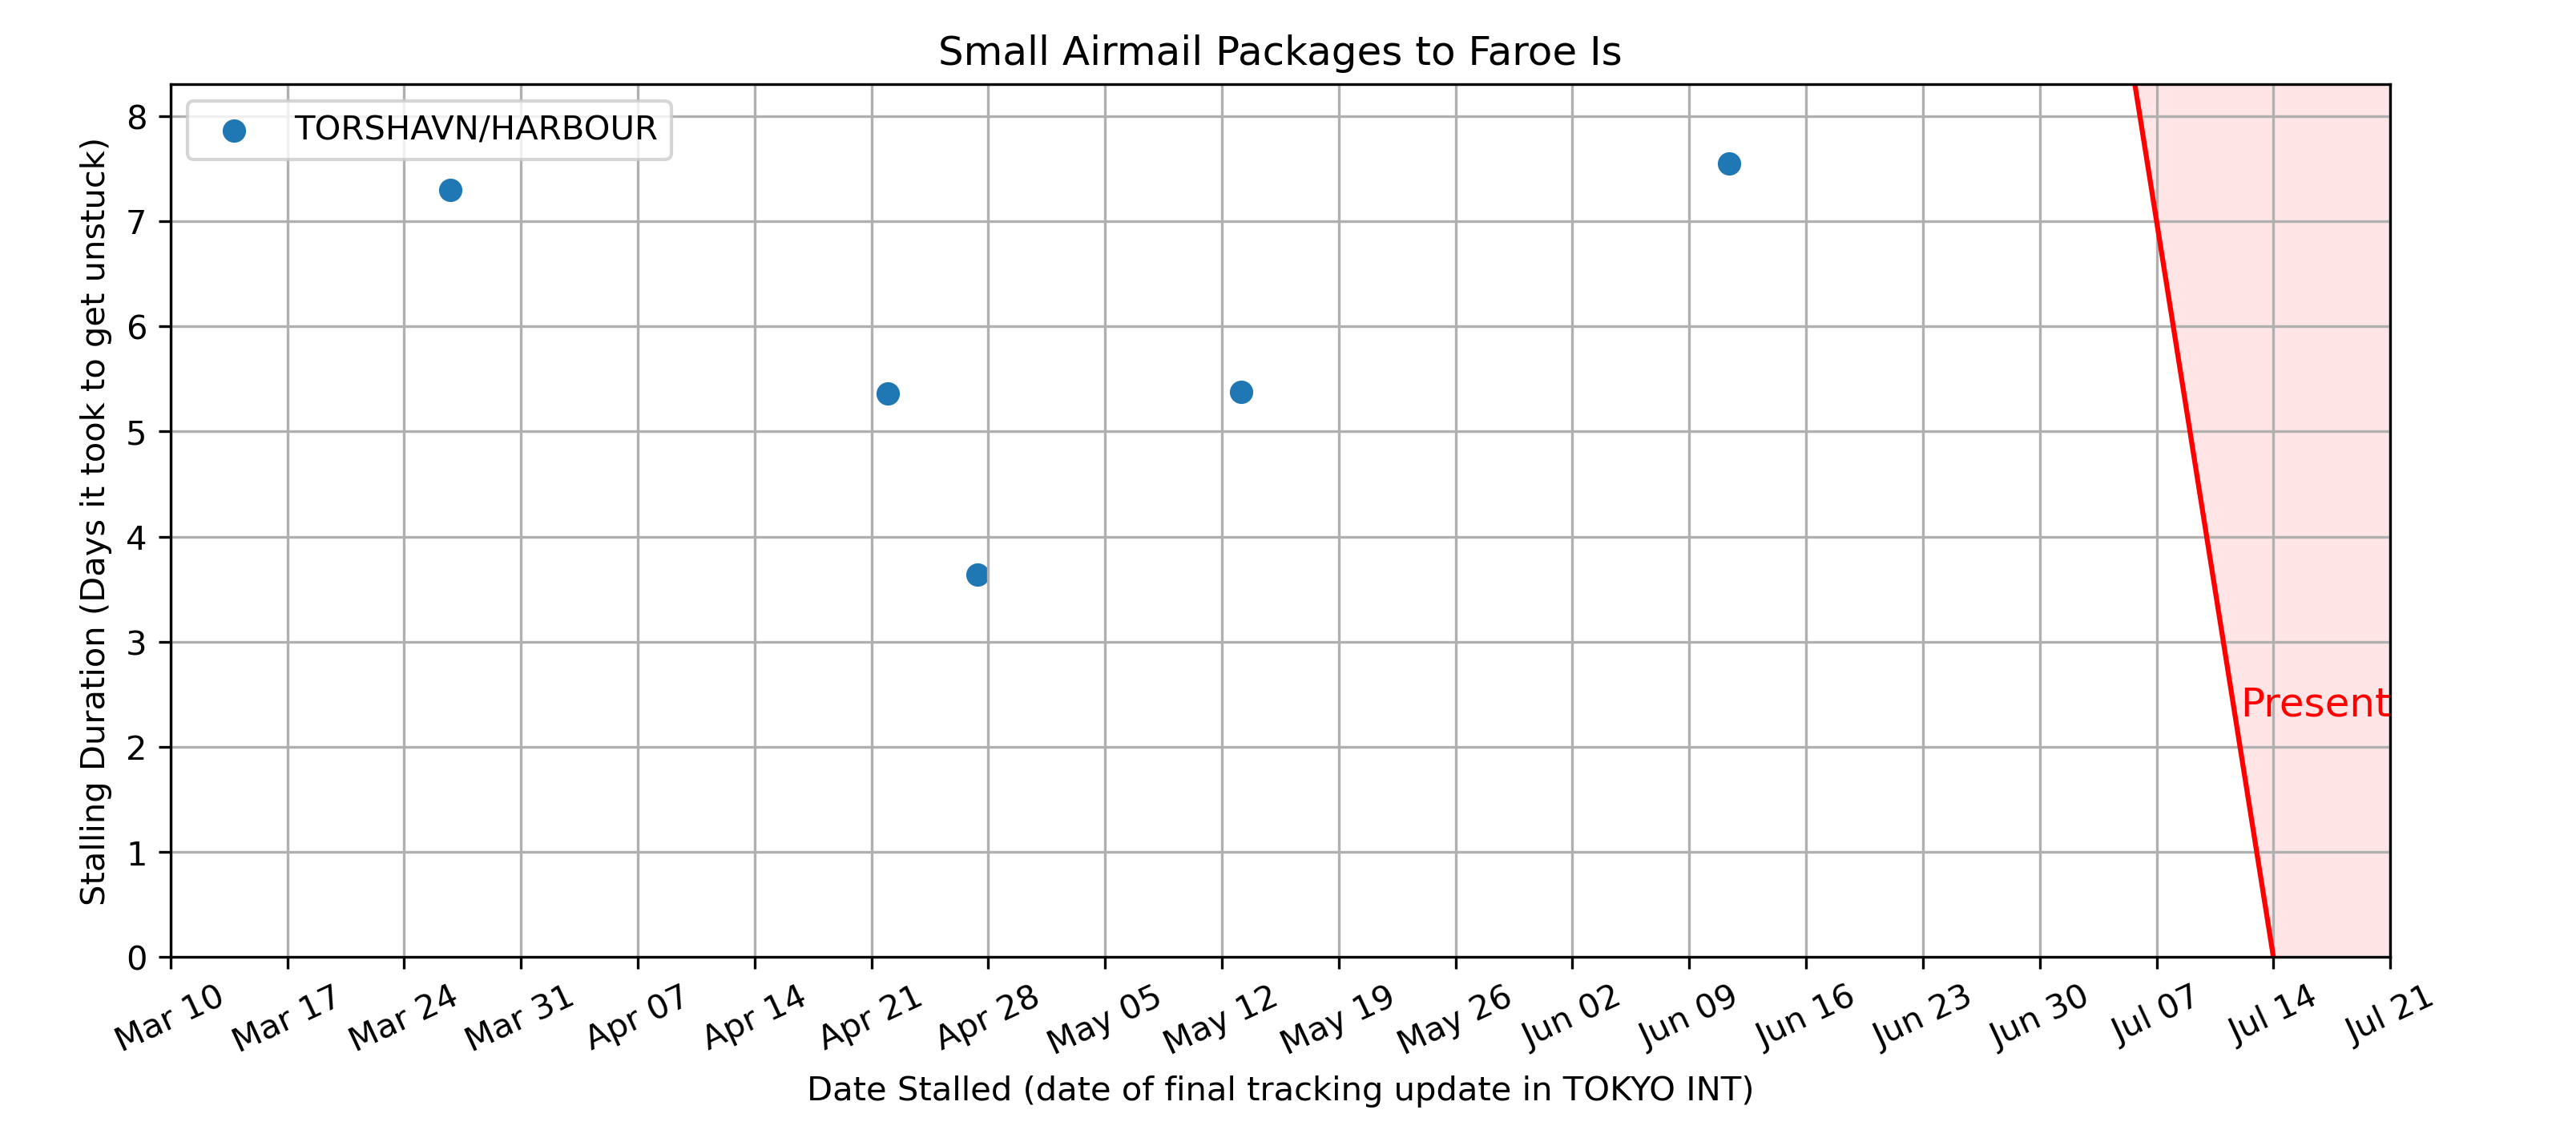 Small Airmail Packages to Faroe Is
TORSHAVN/HARBOUR
Stalling Duration (Days it took to get unstuck)
8
7
6
5
4
3
2
1
0
Present
Mar 10
Mar 17
Mar 24
Mar 31
Apr 07
Apr 14
Apr 21
Apr 28
May 05
May 12
May 19
May 26
Jun 02
Jun 09
Jun 16
Jun 23
Jun 30
Jul 07
Jul 14
Jul 21
Date Stalled (date of final tracking update in TOKYO INT)